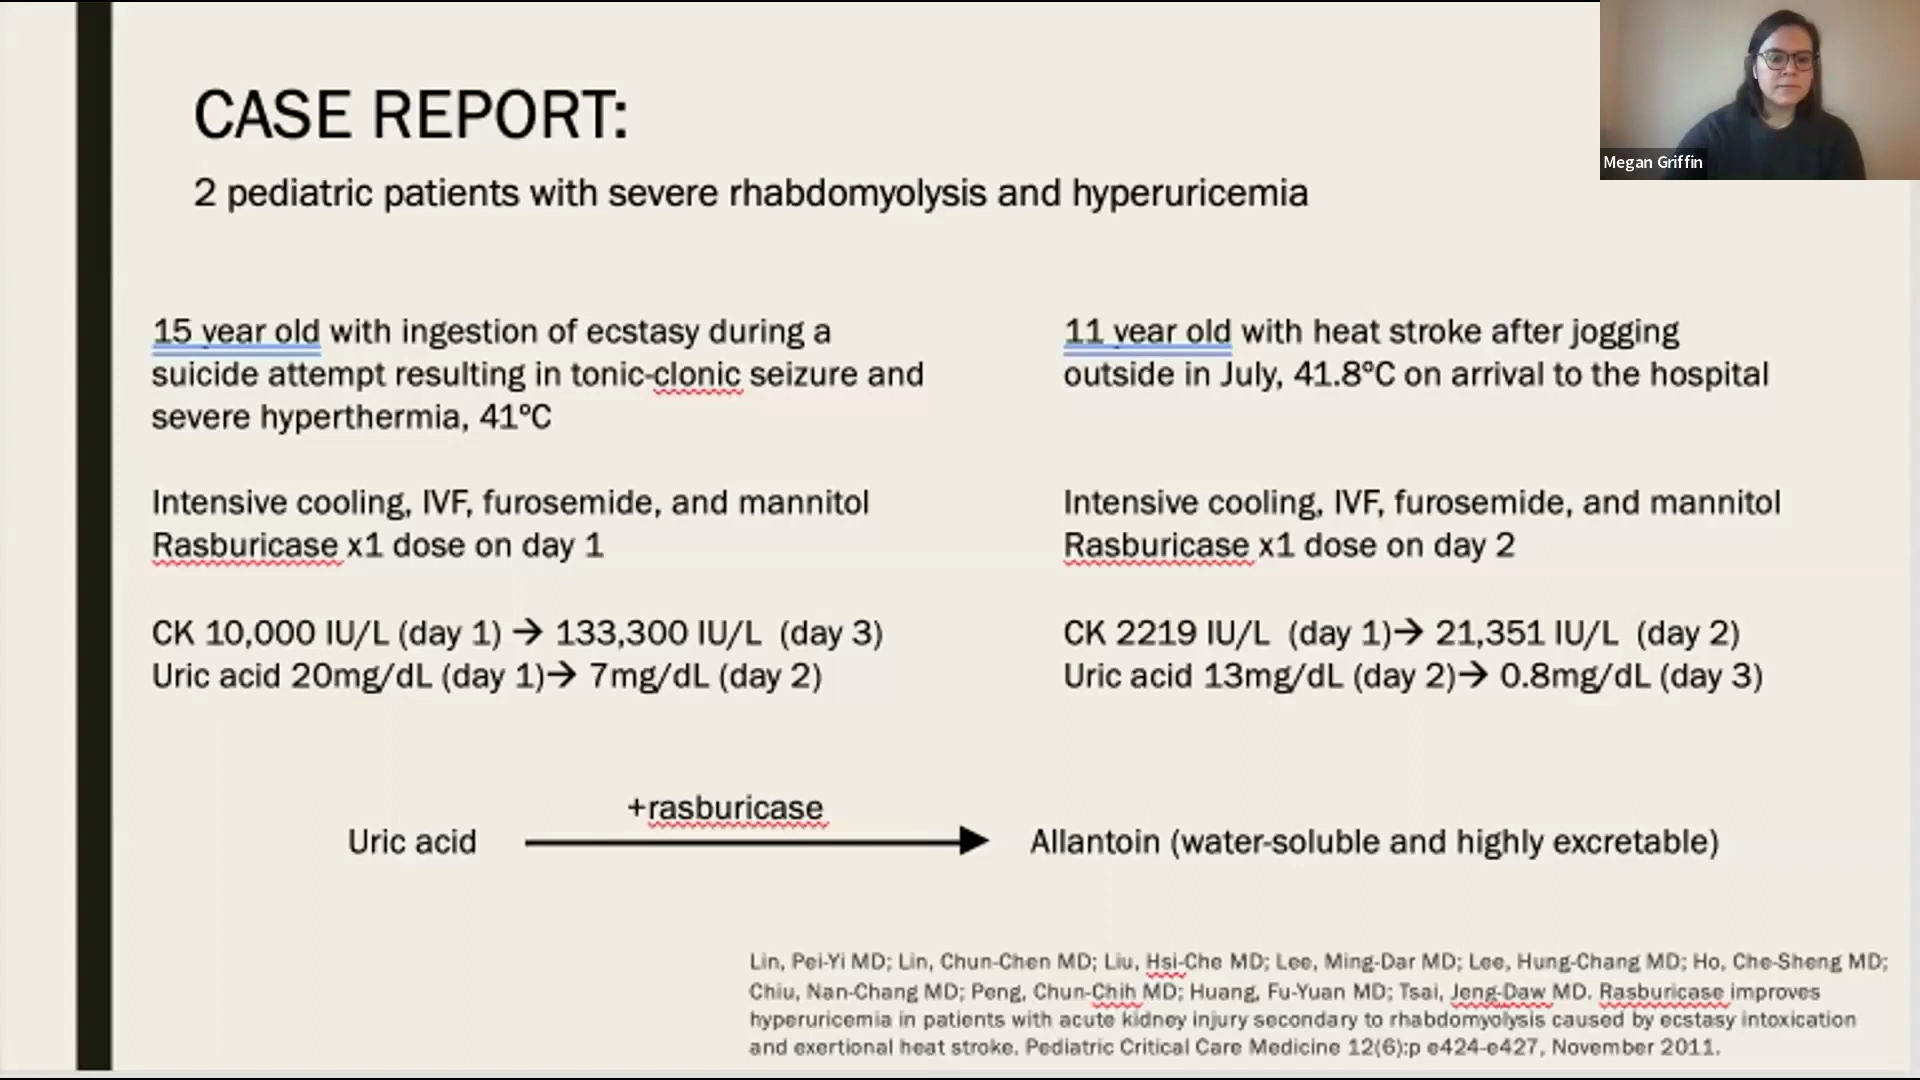 CASE REPORT:
2 pediatric patients with severe rhabdomyolysis and hyperuricemia
Megan Griffin
15 year old with ingestion of ecstasy during a
suicide attempt resulting in tonic-clonic seizure and
severe hyperthermia, 41°C
Intensive cooling, IVF, furosemide, and mannitol
Rasburicase x1 dose on day 1
CK 10,000 IU/L (day 1) → 133,300 IU/L (day 3)
Uric acid 20mg/dL (day 1)→ 7mg/dL (day 2)
11 year old with heat stroke after jogging
outside in July, 41.8°C on arrival to the hospital
Intensive cooling, IVF, furosemide, and mannitol
Rasburicase x1 dose on day 2
CK 2219 IU/L (day 1)→ 21,351 IU/L (day 2)
Uric acid 13mg/dL (day 2)→ 0.8mg/dL (day 3)
+rasburicase
Uric acid
Allantoin (water-soluble and highly excretable)
Lin, Pei-Yi MD; Lin, Chun-Chen MD; Liu, Hsi-Che MD; Lee, Ming-Dar MD; Lee, Hung-Chang MD; Ho, Che-Sheng MD;
Chiu, Nan-Chang MD; Peng, Chun-Chih MD; Huang, Fu-Yuan MD; Tsai, Jeng-Daw MD. Rasburicase improves
hyperuricemia in patients with acute kidney injury secondary to rhabdomyolysis caused by ecstasy intoxication
and exertional heat stroke. Pediatric Critical Care Medicine 12(6):p e424-e427, November 2011.